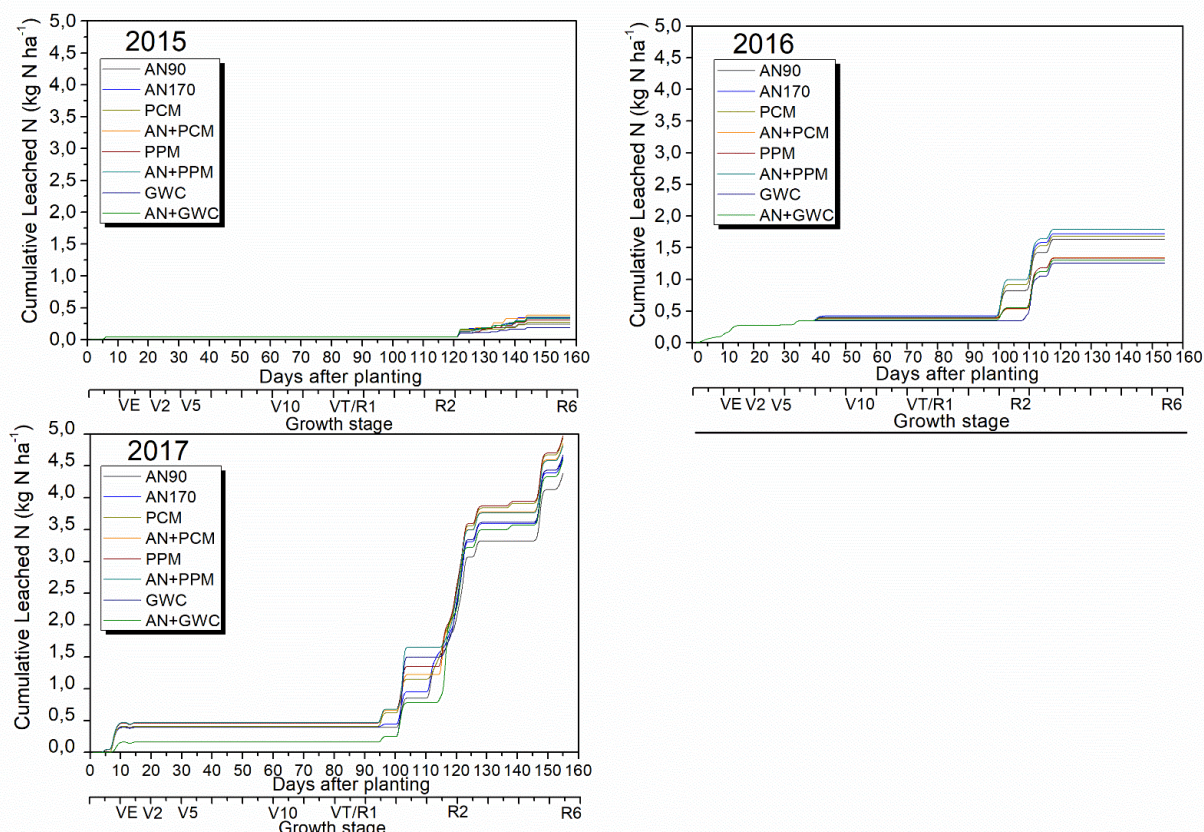 2015
AN90
AN170
PCM
AN+PCM
PPM
AN+PPM
GWC
AN+GWC
Cumulative Leached N (kg N ha⁻¹)
5,0
4,5
4,0
3,5
3,0
2,5
2,0
1,5
1,0
0,5
0,0
0 10 20 30 40 50 60 70 80 90 100 110 120 130 140 150 160
Days after planting
VE V2 V5 V10 VT/R1 R2 R6
Growth stage
2016
AN90
AN170
PCM
AN+PCM
PPM
AN+PPM
GWC
AN+GWC
Cumulative Leached N (kg N ha⁻¹)
5,0
4,5
4,0
3,5
3,0
2,5
2,0
1,5
1,0
0,5
0,0
0 10 20 30 40 50 60 70 80 90 100 110 120 130 140 150 160
Days after planting
VE V2 V5 V10 VT/R1 R2 R6
Growth stage
2017
AN90
AN170
PCM
AN+PCM
PPM
AN+PPM
GWC
AN+GWC
Cumulative Leached N (kg N ha⁻¹)
5,0
4,5
4,0
3,5
3,0
2,5
2,0
1,5
1,0
0,5
0,0
0 10 20 30 40 50 60 70 80 90 100 110 120 130 140 150 160
Days after planting
VE V2 V5 V10 VT/R1 R2 R6
Growth stage